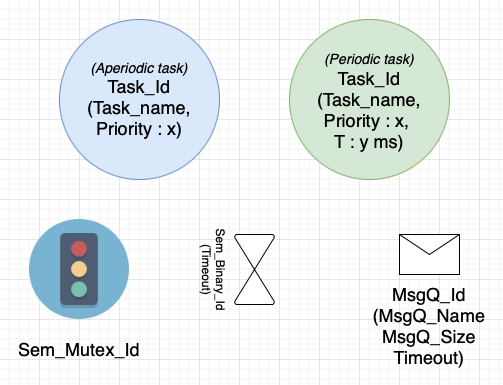 (Aperiodic task)
Task_Id
(Task_name,
Priority : x)
(Periodic task)
Task_Id
(Task_name,
Priority : x,
T : y ms)
Sem_Mutex_Id
Sem_Binary_Id
(Timeout)
MsgQ_Id
(MsgQ_Name
MsgQ_Size
Timeout)